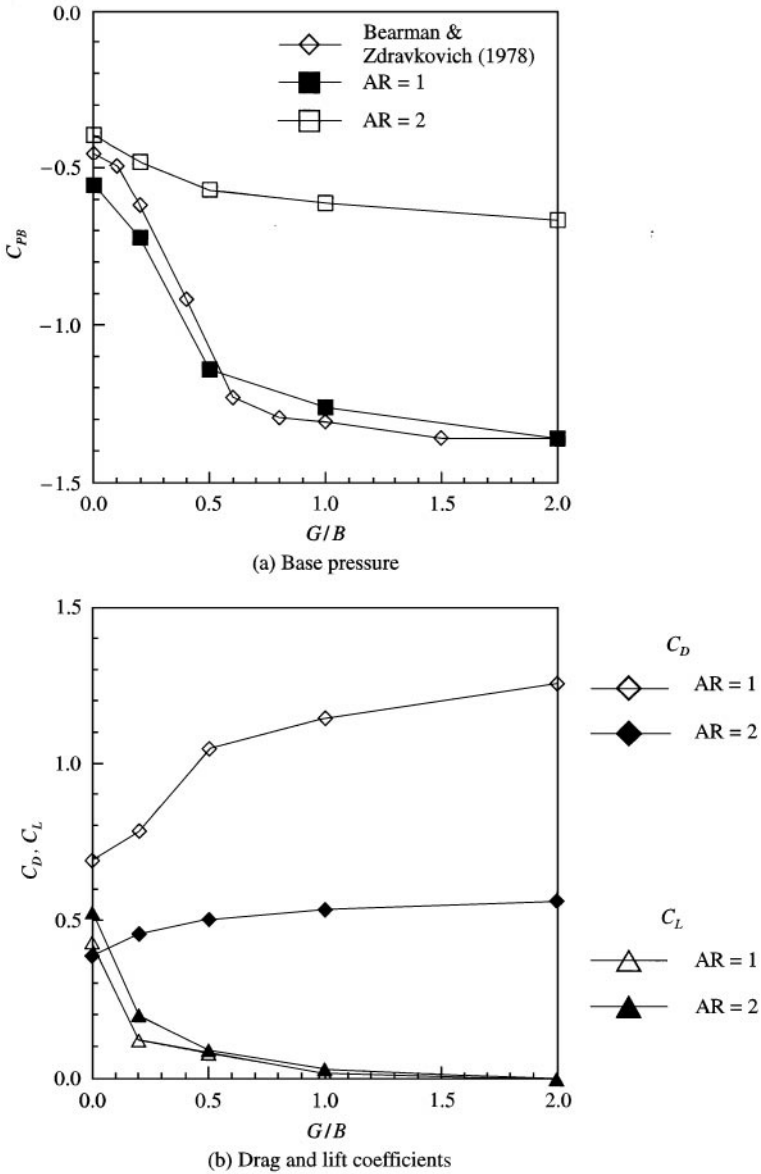 0.0
−0.5
−1.0
−1.5
C_PB
Bearman &
Zdravkovich (1978)
AR = 1
AR = 2
0.0 0.5 1.0 1.5 2.0
G/B
(a) Base pressure
1.5
1.0
0.5
0.0
C_D, C_L
0.0 0.5 1.0 1.5 2.0
G/B
(b) Drag and lift coefficients
C_D
AR = 1
AR = 2
C_L
AR = 1
AR = 2